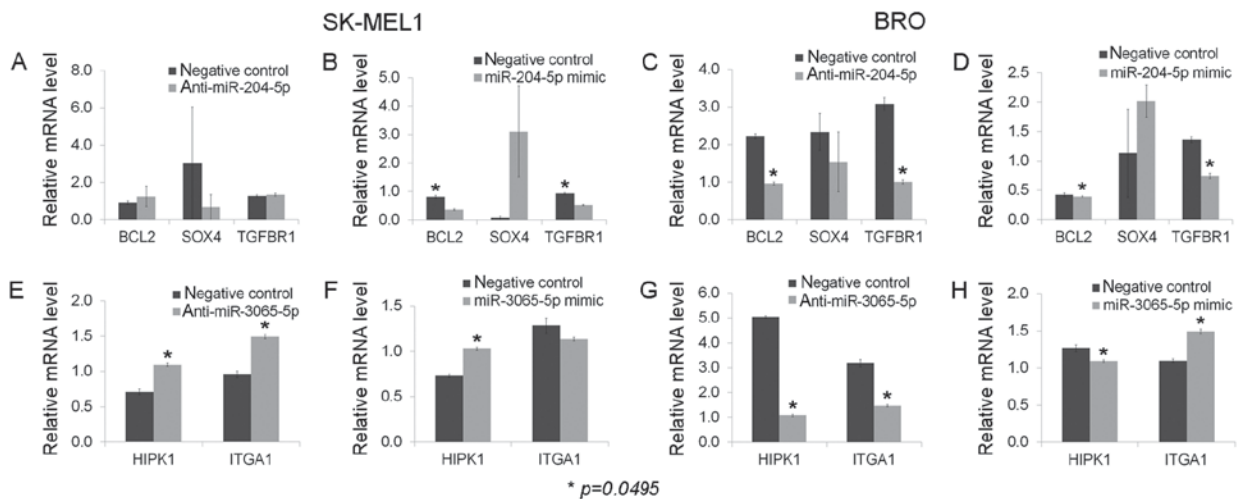 SK-MEL1
BRO
A
Relative mRNA level
8.0
6.0
4.0
2.0
0.0
Negative control
Anti-miR-204-5p
BCL2 SOX4 TGFBR1
B
Relative mRNA level
5.0
4.0
3.0
2.0
1.0
0.0
Negative control
miR-204-5p mimic
* *
BCL2 SOX4 TGFBR1
C
Relative mRNA level
4.0
3.0
2.0
1.0
0.0
Negative control
Anti-miR-204-5p
* *
BCL2 SOX4 TGFBR1
D
Relative mRNA level
2.5
2.0
1.5
1.0
0.5
0.0
Negative control
miR-204-5p mimic
* *
BCL2 SOX4 TGFBR1
E
Relative mRNA level
2.0
1.5
1.0
0.5
0.0
Negative control
Anti-miR-3065-5p
* *
HIPK1 ITGA1
F
Relative mRNA level
1.5
1.0
0.5
0.0
Negative control
miR-3065-5p mimic
*
HIPK1 ITGA1
G
Relative mRNA level
6.0
5.0
4.0
3.0
2.0
1.0
0.0
Negative control
Anti-miR-3065-5p
* *
HIPK1 ITGA1
H
Relative mRNA level
2.0
1.5
1.0
0.5
0.0
Negative control
miR-3065-5p mimic
* *
HIPK1 ITGA1
* p=0.0495